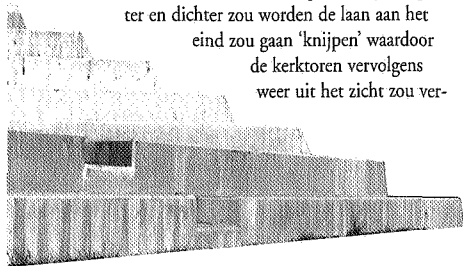 ter en dichter zou worden de laan aan het
eind zou gaan ‘knijpen’ waardoor
de kerktoren vervolgens
weer uit het zicht zou ver-